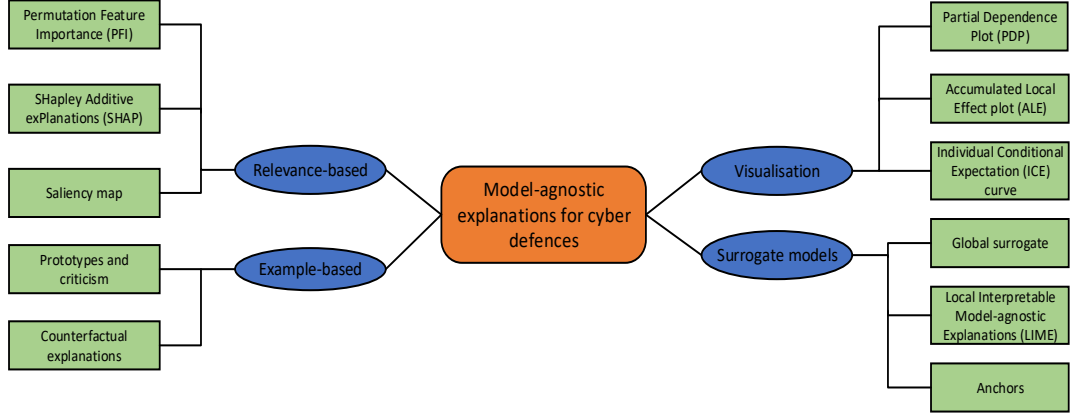 Permutation Feature
Importance (PFI)
SHapley Additive
exPlanations (SHAP)
Saliency map
Prototypes and
criticism
Counterfactual
explanations
Relevance-based
Example-based
Model-agnostic
explanations for cyber
defences
Visualisation
Surrogate models
Partial Dependence
Plot (PDP)
Accumulated Local
Effect plot (ALE)
Individual Conditional
Expectation (ICE)
curve
Global surrogate
Local Interpretable
Model-agnostic
Explanations (LIME)
Anchors